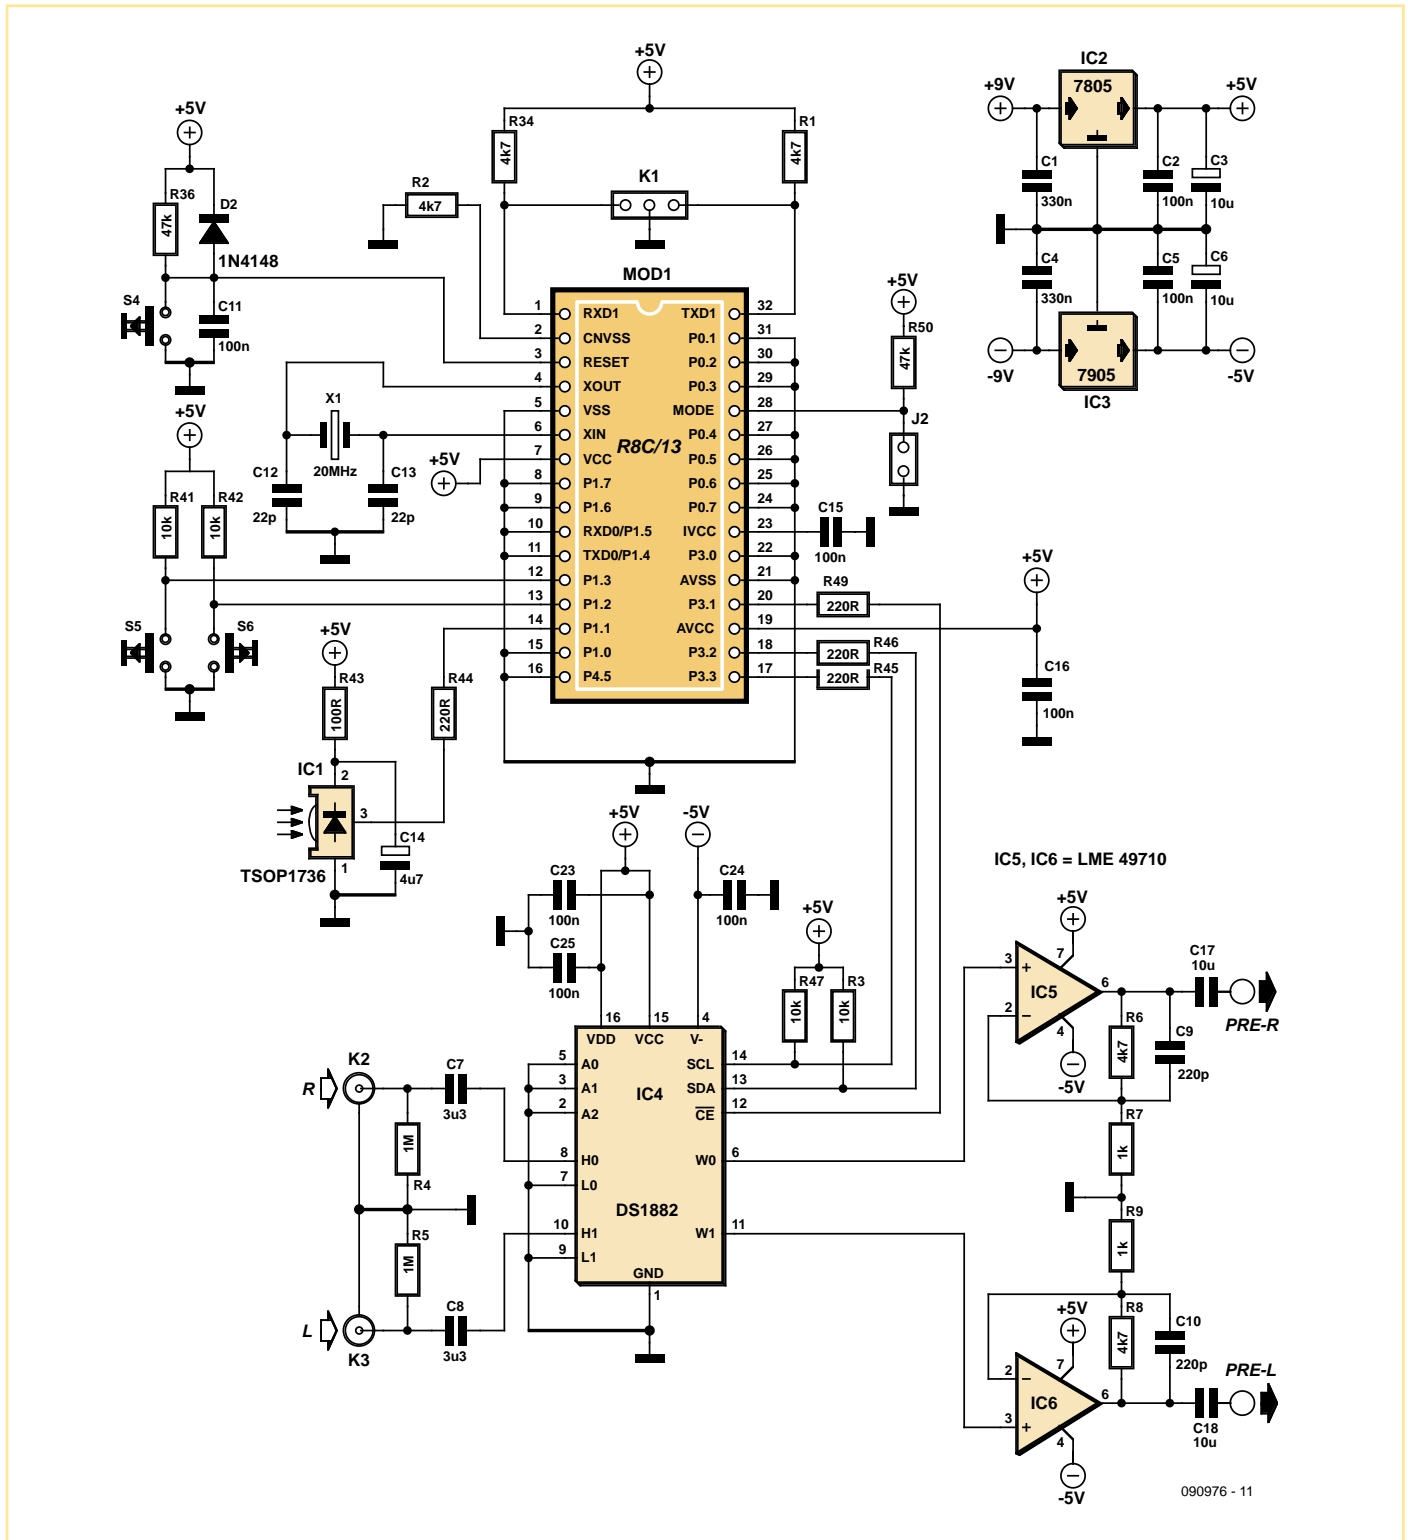 +5V
IC2
+9V
7805
+5V
+5V
R34
4k7
R1
4k7
C1
330n
C2
100n
C3
10u
R36
47k
D2
R2
4k7
K1
1N4148
MOD1
C4
330n
C5
100n
C6
10u
S4
C11
100n
+5V
R50
47k
-9V
7905
-5V
IC3
1 RXD1 TXD1 32
2 CNVSS P0.1 31
3 RESET P0.2 30
4 XOUT P0.3 29
5 VSS MODE 28
6 XIN P0.4 27
7 VCC P0.5 26
8 P1.7 P0.6 25
9 P1.6 P0.7 24
10 RXD0/P1.5 IVCC 23
11 TXD0/P1.4 P3.0 22
12 P1.3 AVSS 21
13 P1.2 P3.1 20
14 P1.1 AVCC 19
15 P1.0 P3.2 18
16 P4.5 P3.3 17
R8C/13
J2
+5V
X1
20MHz
C12
22p
C13
22p
+5V
R41
10k
R42
10k
C15
100n
+5V
R49
220R
R46
220R
R45
220R
S5
S6
+5V
R43
100R
R44
220R
C16
100n
IC1
2
3
1
TSOP1736
C14
4u7
+5V
-5V
C23
100n
C24
100n
C25
100n
+5V
R47
10k
R3
10k
IC5, IC6 = LME 49710
+5V
3
+
7
IC5
6
2
–
4
-5V
C17
10u
PRE-R
R6
4k7
C9
220p
R7
1k
R9
1k
16 15 4
VDD VCC V-
5 A0 SCL 14
3 A1 SDA 13
2 A2 CE 12
IC4
8 H0 W0 6
7 L0
DS1882
10 H1 W1 11
9 L1
GND
1
K2
R
C7
3u3
1M
R4
R5
1M
L
K3
C8
3u3
+5V
R8
4k7
C10
220p
2
–
7
IC6
6
3
+
4
-5V
PRE-L
C18
10u
090976 - 11